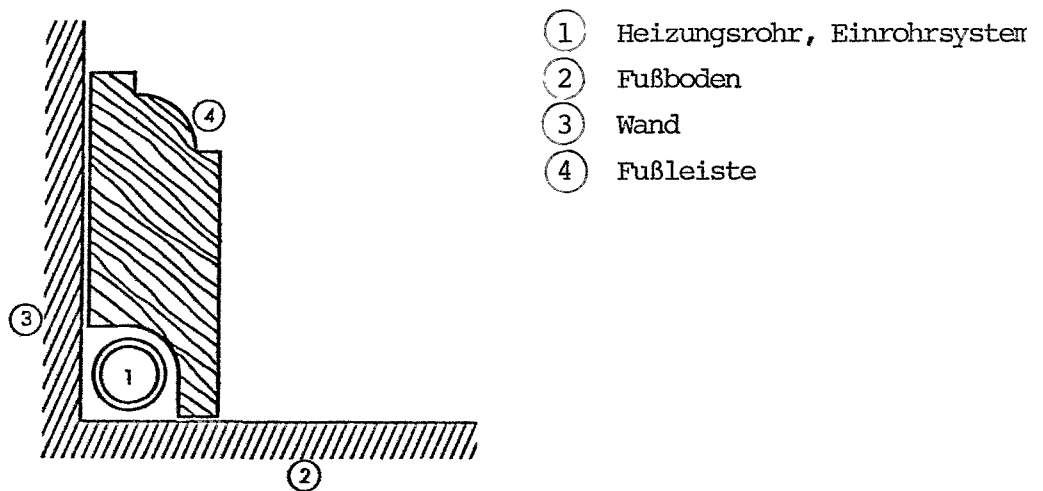 ① Heizungsrohr, Einrohrsystem
② Fußboden
③ Wand
④ Fußleiste
4
3
1
2